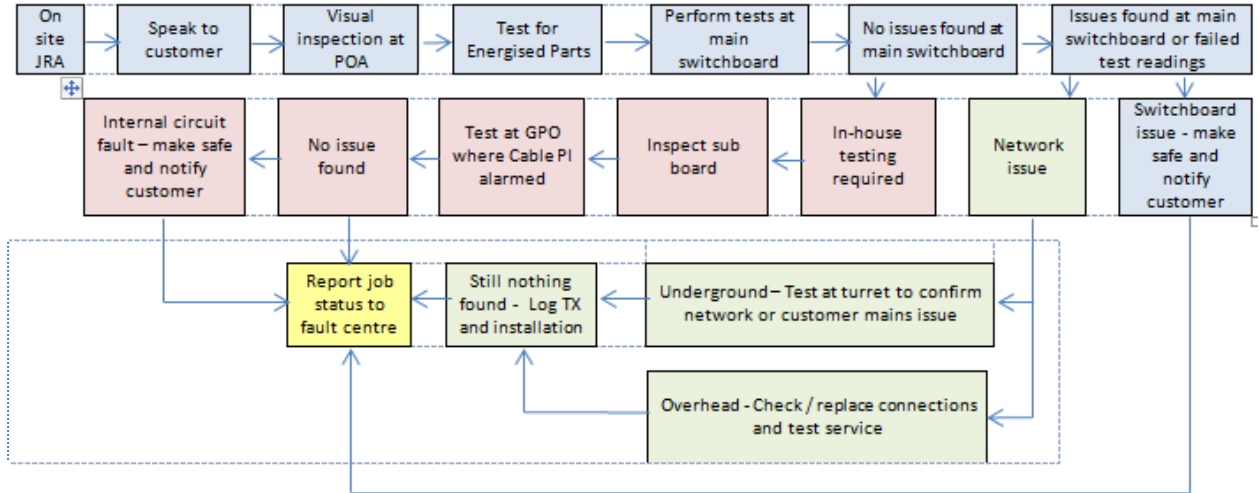 On
site
JRA
Speak to
customer
Visual
inspection at
POA
Test for
Energised Parts
Perform tests at
main
switchboard
No issues found at
main switchboard
Issues found at main
switchboard or failed
test readings
Internal circuit
fault – make safe
and notify
customer
No issue
found
Test at GPO
where Cable PI
alarmed
Inspect sub
board
In-house
testing
required
Network
issue
Switchboard
issue - make
safe and
notify
customer
Report job
status to
fault centre
Still nothing
found - Log TX
and installation
Underground – Test at turret to confirm
network or customer mains issue
Overhead - Check / replace connections
and test service